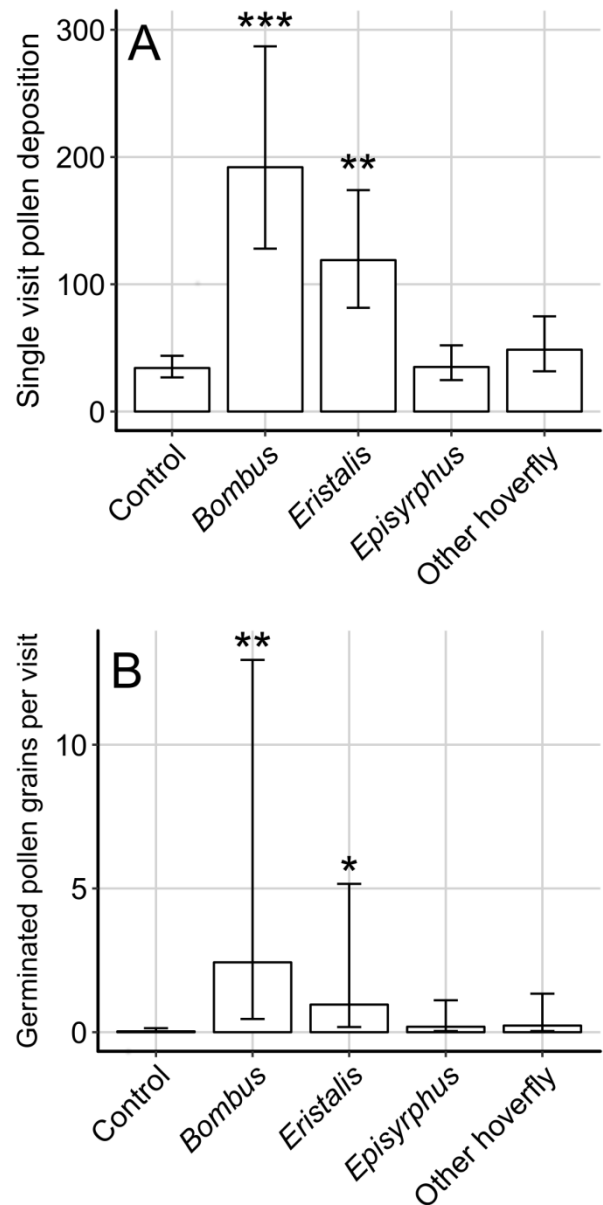 A
***
**
Single visit pollen deposition
300
200
100
0
Control
Bombus
Eristalis
Episyrphus
Other hoverfly
B
**
*
Germinated pollen grains per visit
10
5
0
Control
Bombus
Eristalis
Episyrphus
Other hoverfly